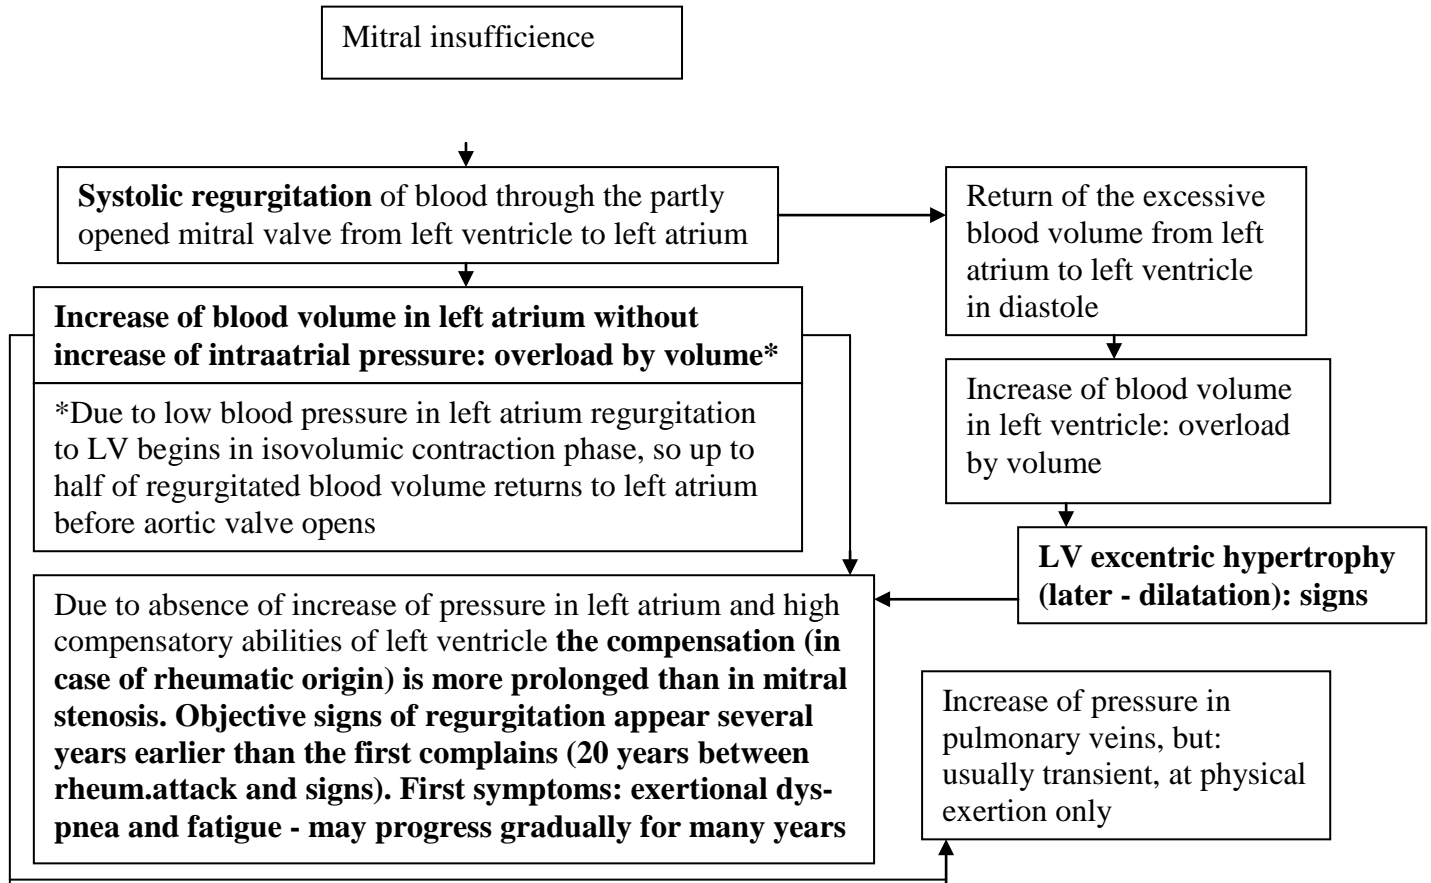 Mitral insufficience
Systolic regurgitation of blood through the partly
opened mitral valve from left ventricle to left atrium
Return of the excessive
blood volume from left
atrium to left ventricle
in diastole
Increase of blood volume in left atrium without
increase of intraatrial pressure: overload by volume*
*Due to low blood pressure in left atrium regurgitation
to LV begins in isovolumic contraction phase, so up to
half of regurgitated blood volume returns to left atrium
before aortic valve opens
Increase of blood volume
in left ventricle: overload
by volume
LV excentric hypertrophy
(later - dilatation): signs
Due to absence of increase of pressure in left atrium and high
compensatory abilities of left ventricle the compensation (in
case of rheumatic origin) is more prolonged than in mitral
stenosis. Objective signs of regurgitation appear several
years earlier than the first complains (20 years between
rheum.attack and signs). First symptoms: exertional dys-
pnea and fatigue - may progress gradually for many years
Increase of pressure in
pulmonary veins, but:
usually transient, at physical
exertion only